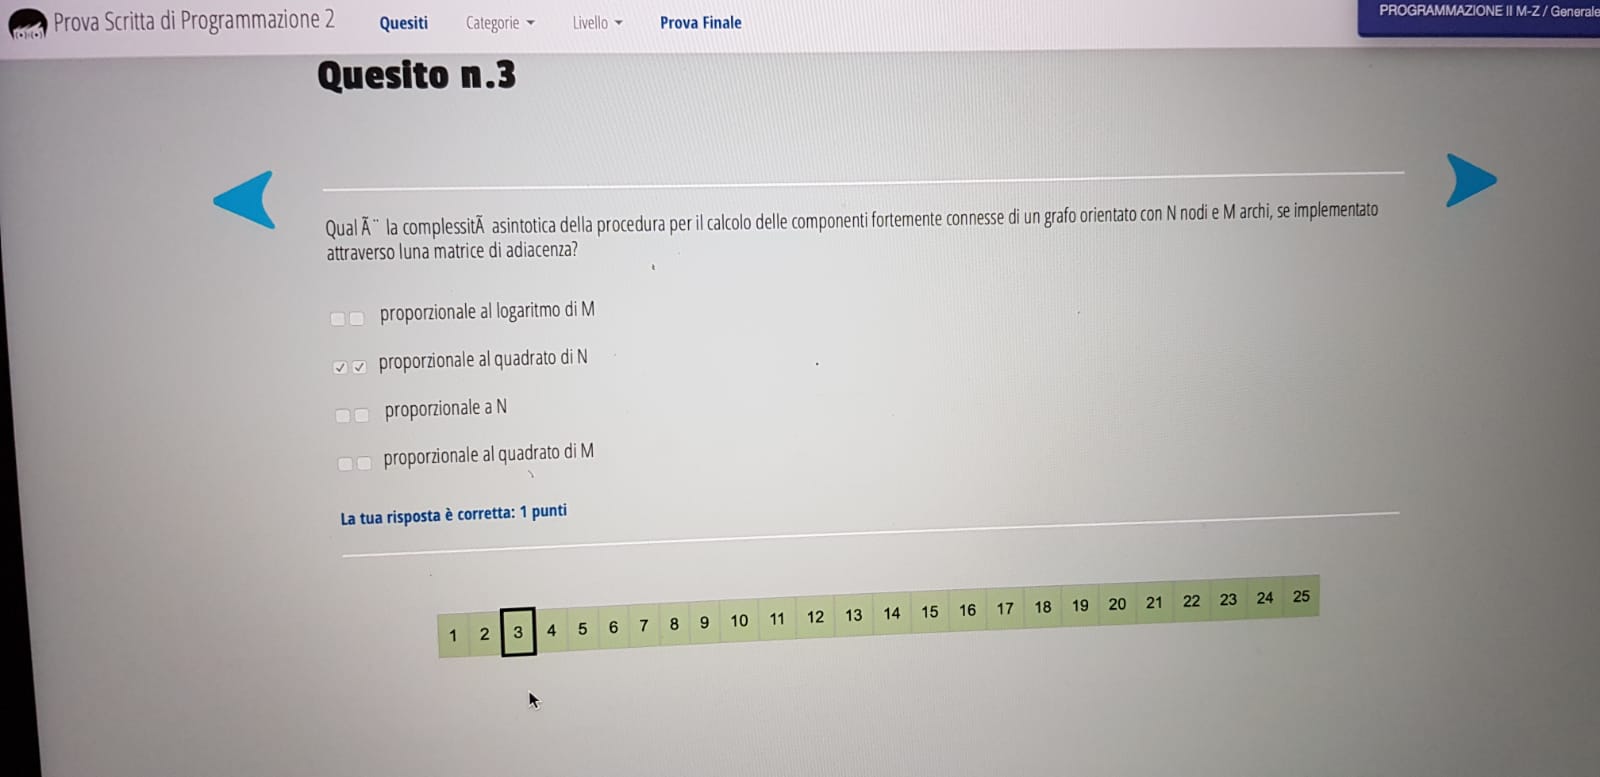 Prova Scritta di Programmazione 2 Quesiti Categorie Livello Prova Finale PROGRAMMAZIONE II M-Z / Generale
Quesito n.3
Qual Ã¨ la complessitÃ asintotica della procedura per il calcolo delle componenti fortemente connesse di un grafo orientato con N nodi e M archi, se implementato
attraverso luna matrice di adiacenza?
proporzionale al logaritmo di M
proporzionale al quadrato di N
proporzionale a N
proporzionale al quadrato di M
La tua risposta è corretta: 1 punti
1 2 3 4 5 6 7 8 9 10 11 12 13 14 15 16 17 18 19 20 21 22 23 24 25